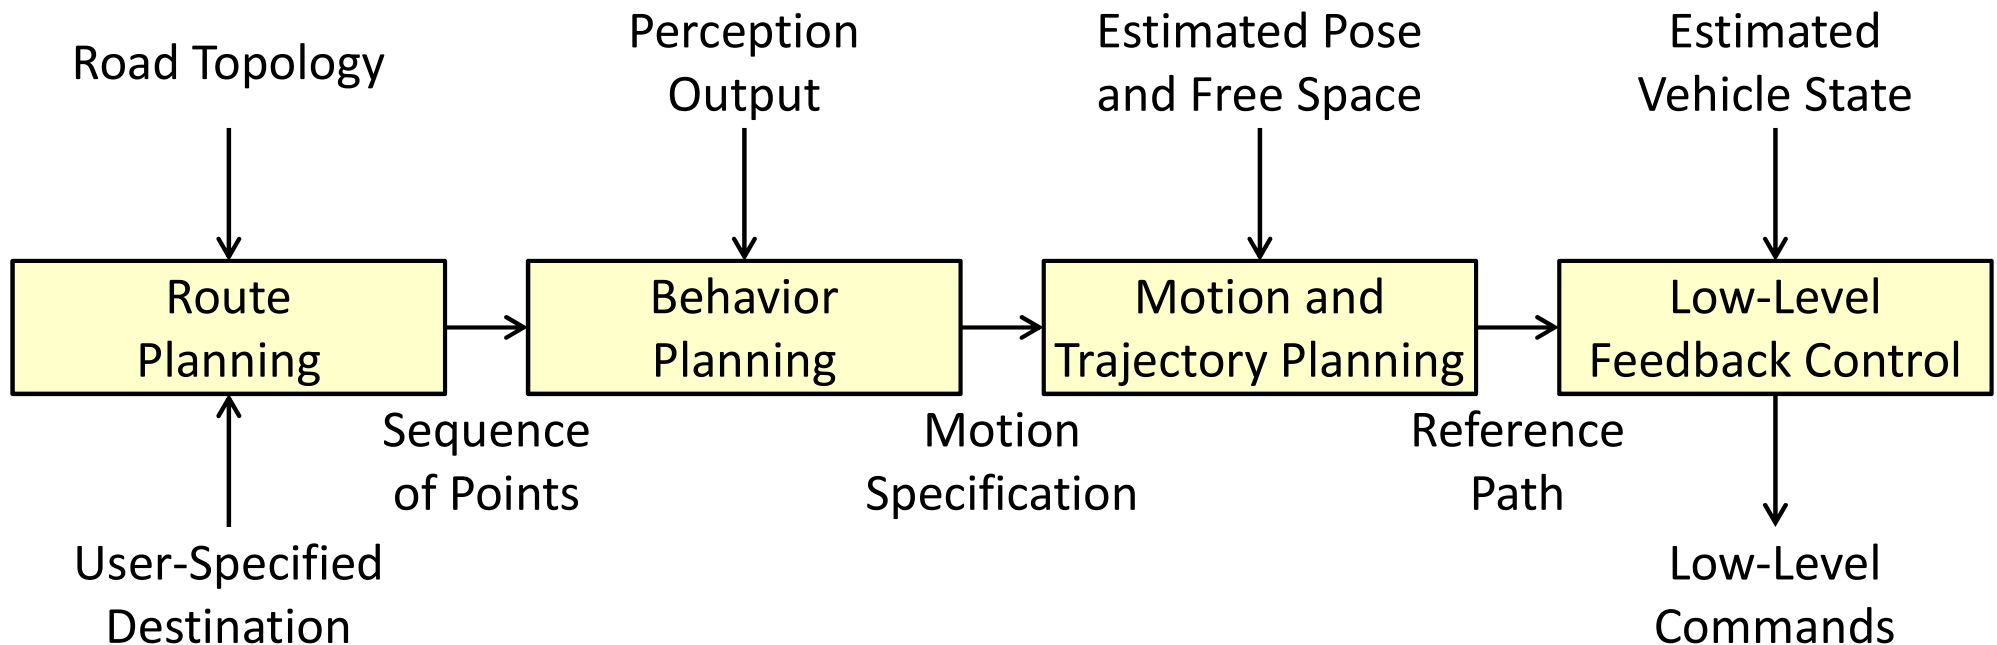 Road Topology
Perception
Output
Estimated Pose
and Free Space
Estimated
Vehicle State
Route
Planning
Behavior
Planning
Motion and
Trajectory Planning
Low-Level
Feedback Control
Sequence
of Points
Motion
Specification
Reference
Path
User-Specified
Destination
Low-Level
Commands